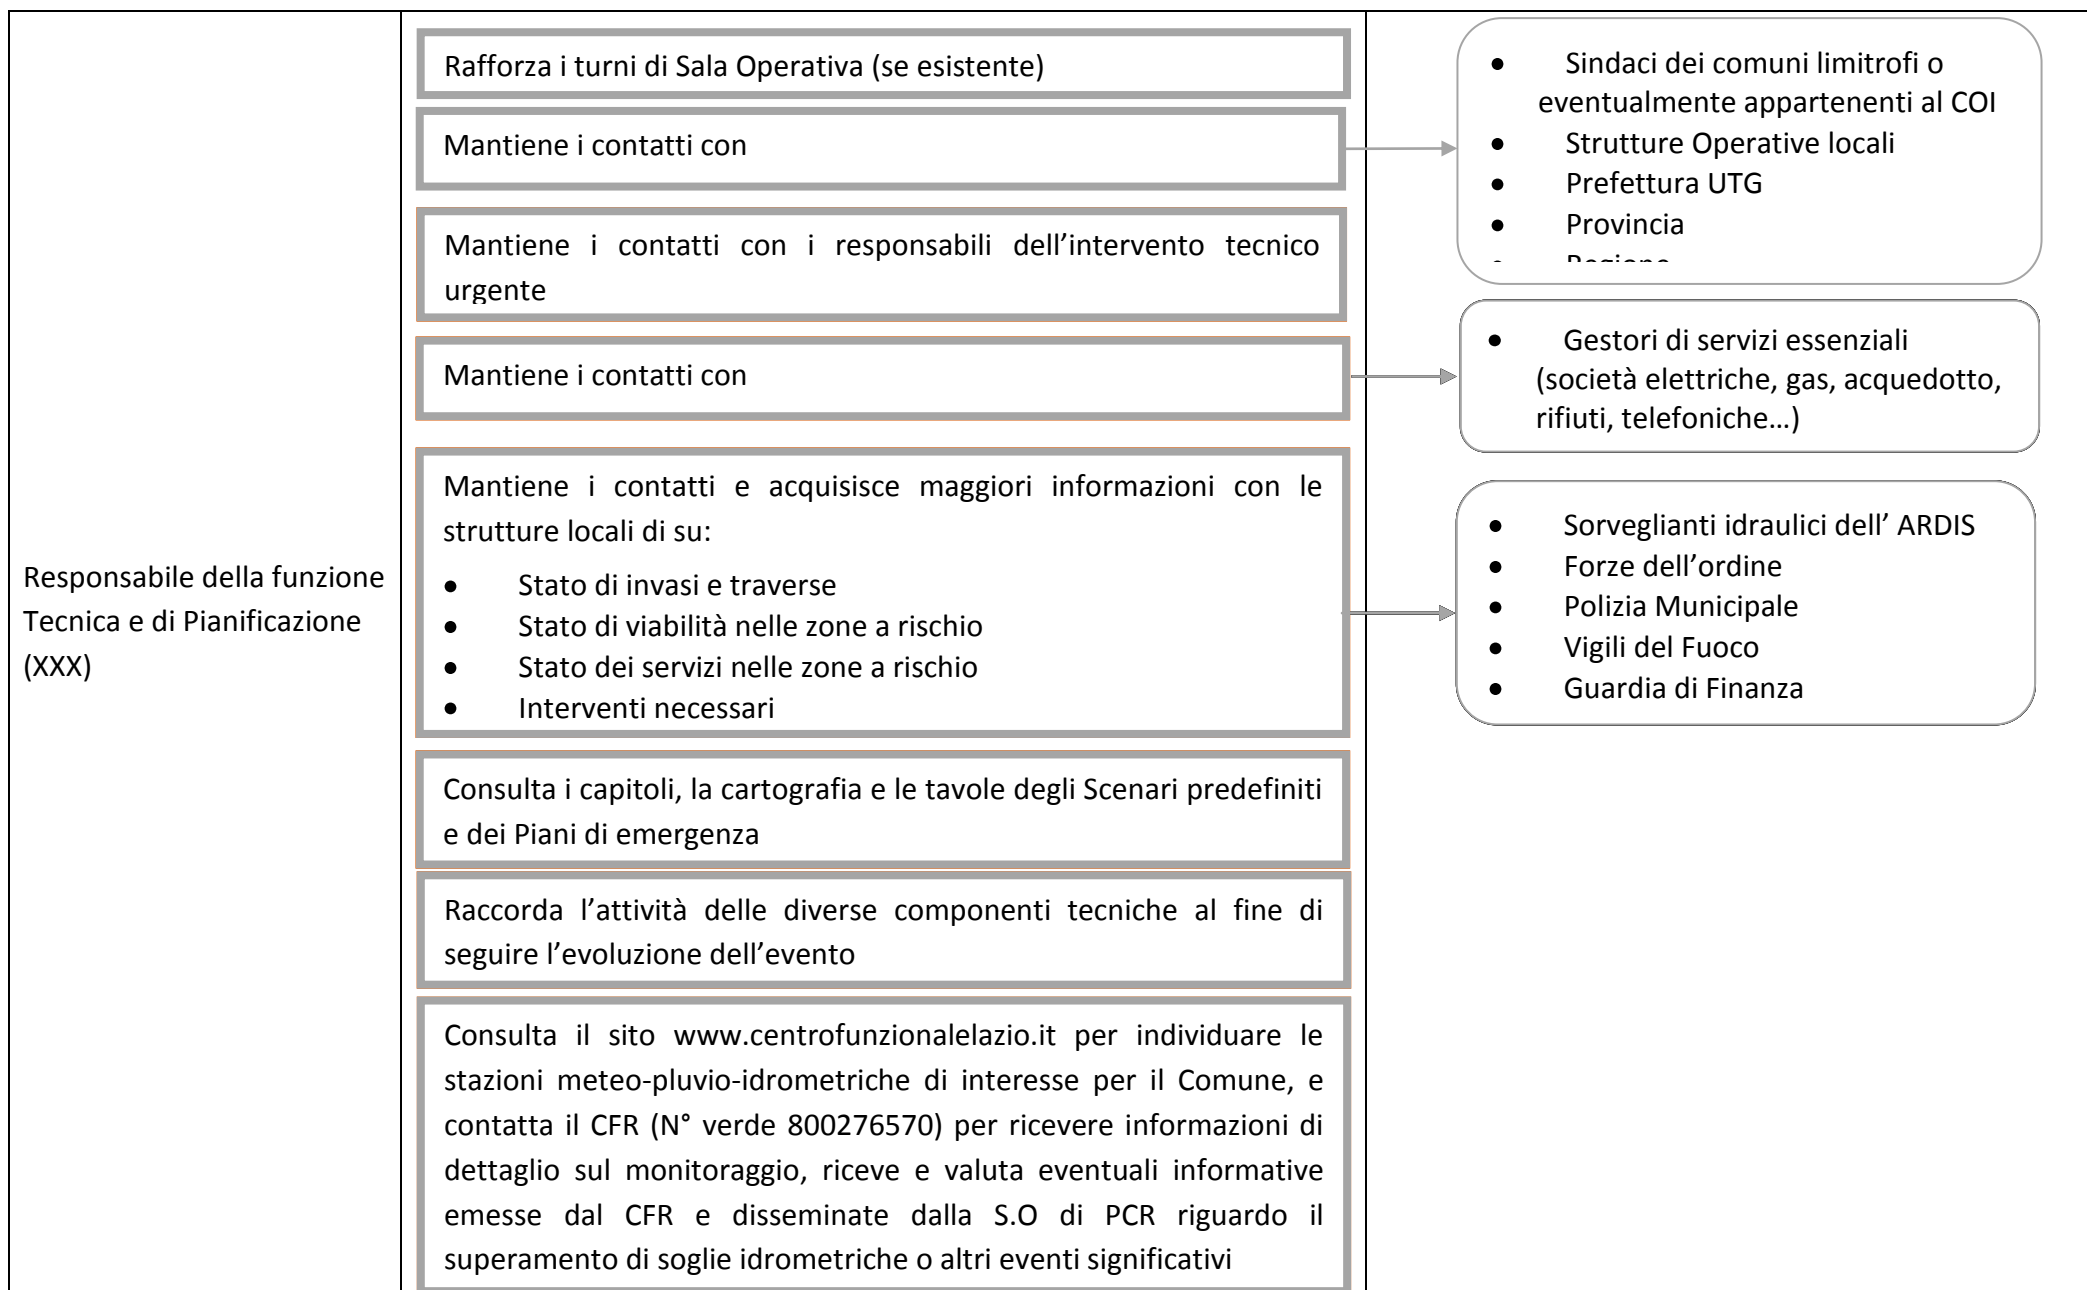 Responsabile della funzione
Tecnica e di Pianificazione
(XXX)
Rafforza i turni di Sala Operativa (se esistente)
Mantiene i contatti con
• Sindaci dei comuni limitrofi o
eventualmente appartenenti al COI
• Strutture Operative locali
• Prefettura UTG
• Provincia
• Regione
Mantiene i contatti con i responsabili dell’intervento tecnico
urgente
Mantiene i contatti con
• Gestori di servizi essenziali
(società elettriche, gas, acquedotto,
rifiuti, telefoniche…)
Mantiene i contatti e acquisisce maggiori informazioni con le
strutture locali di su:
• Stato di invasi e traverse
• Stato di viabilità nelle zone a rischio
• Stato dei servizi nelle zone a rischio
• Interventi necessari
• Sorveglianti idraulici dell’ ARDIS
• Forze dell’ordine
• Polizia Municipale
• Vigili del Fuoco
• Guardia di Finanza
Consulta i capitoli, la cartografia e le tavole degli Scenari predefiniti
e dei Piani di emergenza
Raccorda l’attività delle diverse componenti tecniche al fine di
seguire l’evoluzione dell’evento
Consulta il sito www.centrofunzionalelazio.it per individuare le
stazioni meteo-pluvio-idrometriche di interesse per il Comune, e
contatta il CFR (N° verde 800276570) per ricevere informazioni di
dettaglio sul monitoraggio, riceve e valuta eventuali informative
emesse dal CFR e disseminate dalla S.O di PCR riguardo il
superamento di soglie idrometriche o altri eventi significativi